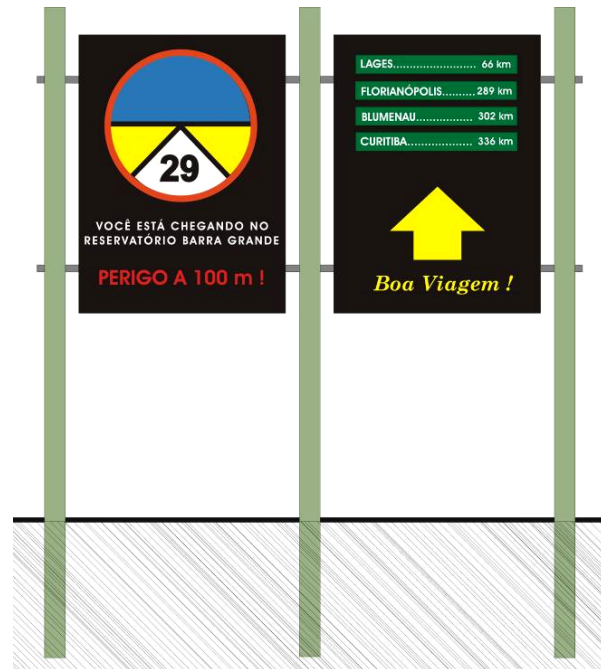 29
VOCÊ ESTÁ CHEGANDO NO
RESERVATÓRIO BARRA GRANDE
PERIGO A 100 m !
LAGES......................... 66 km
FLORIANÓPOLIS.......... 289 km
BLUMENAU................. 302 km
CURITIBA.................... 336 km
Boa Viagem !